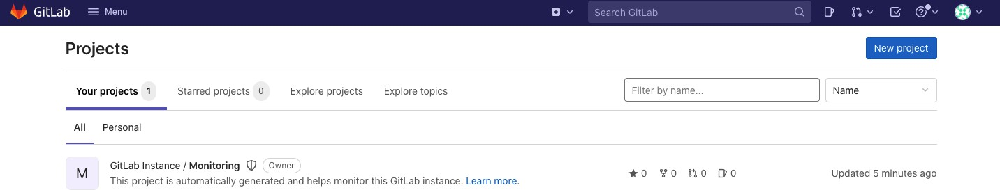 GitLab Menu Search GitLab
Projects New project
Your projects 1 Starred projects 0 Explore projects Explore topics Filter by name... Name
All Personal
M GitLab Instance / Monitoring Owner
This project is automatically generated and helps monitor this GitLab instance. Learn more.
0 0 0 0 Updated 5 minutes ago